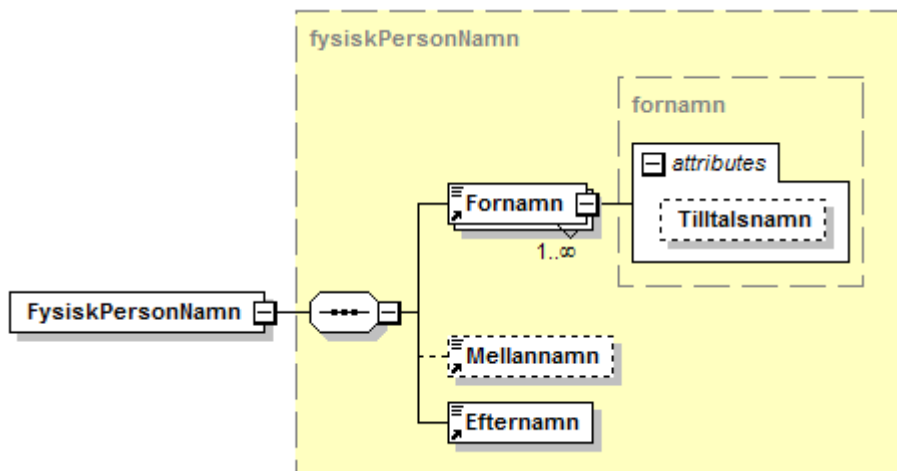 fysiskPersonNamn
fornamn
attributes
Fornamn
Tilltalsnamn
1..∞
FysiskPersonNamn
Mellannamn
Efternamn